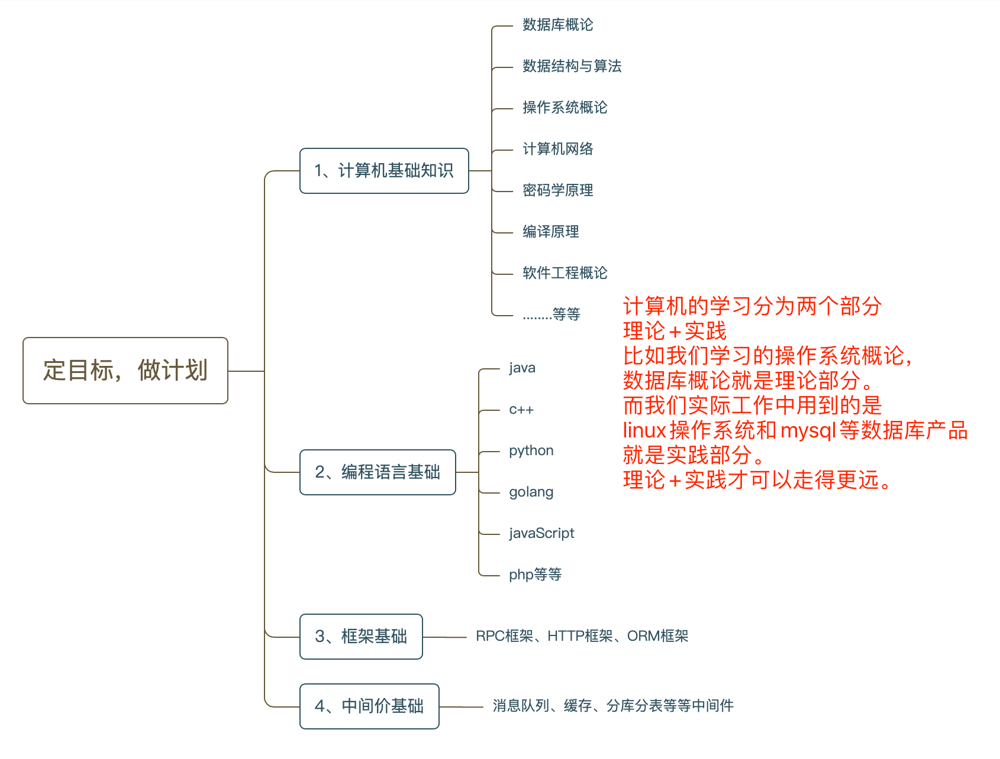 定目标，做计划
1、计算机基础知识
数据库概论
数据结构与算法
操作系统概论
计算机网络
密码学原理
编译原理
软件工程概论
........等等
2、编程语言基础
java
c++
python
golang
javaScript
php等等
3、框架基础
RPC框架、HTTP框架、ORM框架
4、中间价基础
消息队列、缓存、分库分表等等中间件
计算机的学习分为两个部分
理论+实践
比如我们学习的操作系统概论，
数据库概论就是理论部分。
而我们实际工作中用到的是
linux操作系统和mysql等数据库产品
就是实践部分。
理论+实践才可以走得更远。